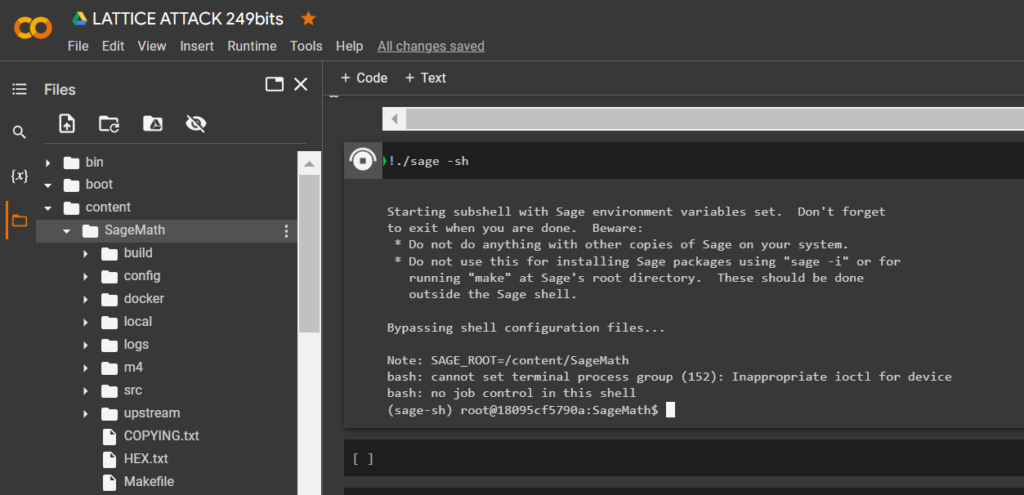 LATTICE ATTACK 249bits
File Edit View Insert Runtime Tools Help All changes saved
Files
+ Code + Text
{x}
bin
boot
content
SageMath
build
config
docker
local
logs
m4
src
upstream
COPYING.txt
HEX.txt
Makefile
!./sage -sh
Starting subshell with Sage environment variables set.  Don't forget
to exit when you are done.  Beware:
* Do not do anything with other copies of Sage on your system.
* Do not use this for installing Sage packages using "sage -i" or for
running "make" at Sage's root directory.  These should be done
outside the Sage shell.
Bypassing shell configuration files...
Note: SAGE_ROOT=/content/SageMath
bash: cannot set terminal process group (152): Inappropriate ioctl for device
bash: no job control in this shell
(sage-sh) root@18095cf5790a:SageMath$
[ ]